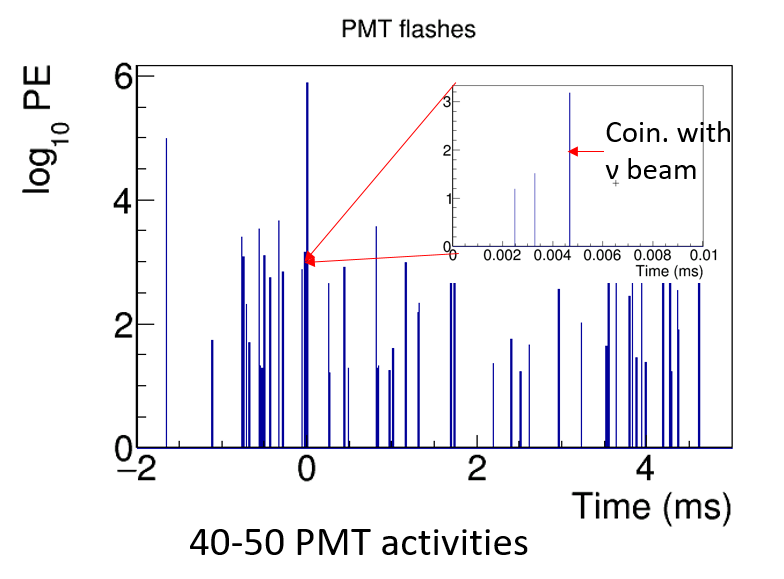 PMT flashes
log10 PE
6
4
2
0
−2
0
2
4
Time (ms)
3
2
1
0
0
0.002
0.004
0.006
0.008
0.01
Time (ms)
Coin. with
ν beam
40-50 PMT activities